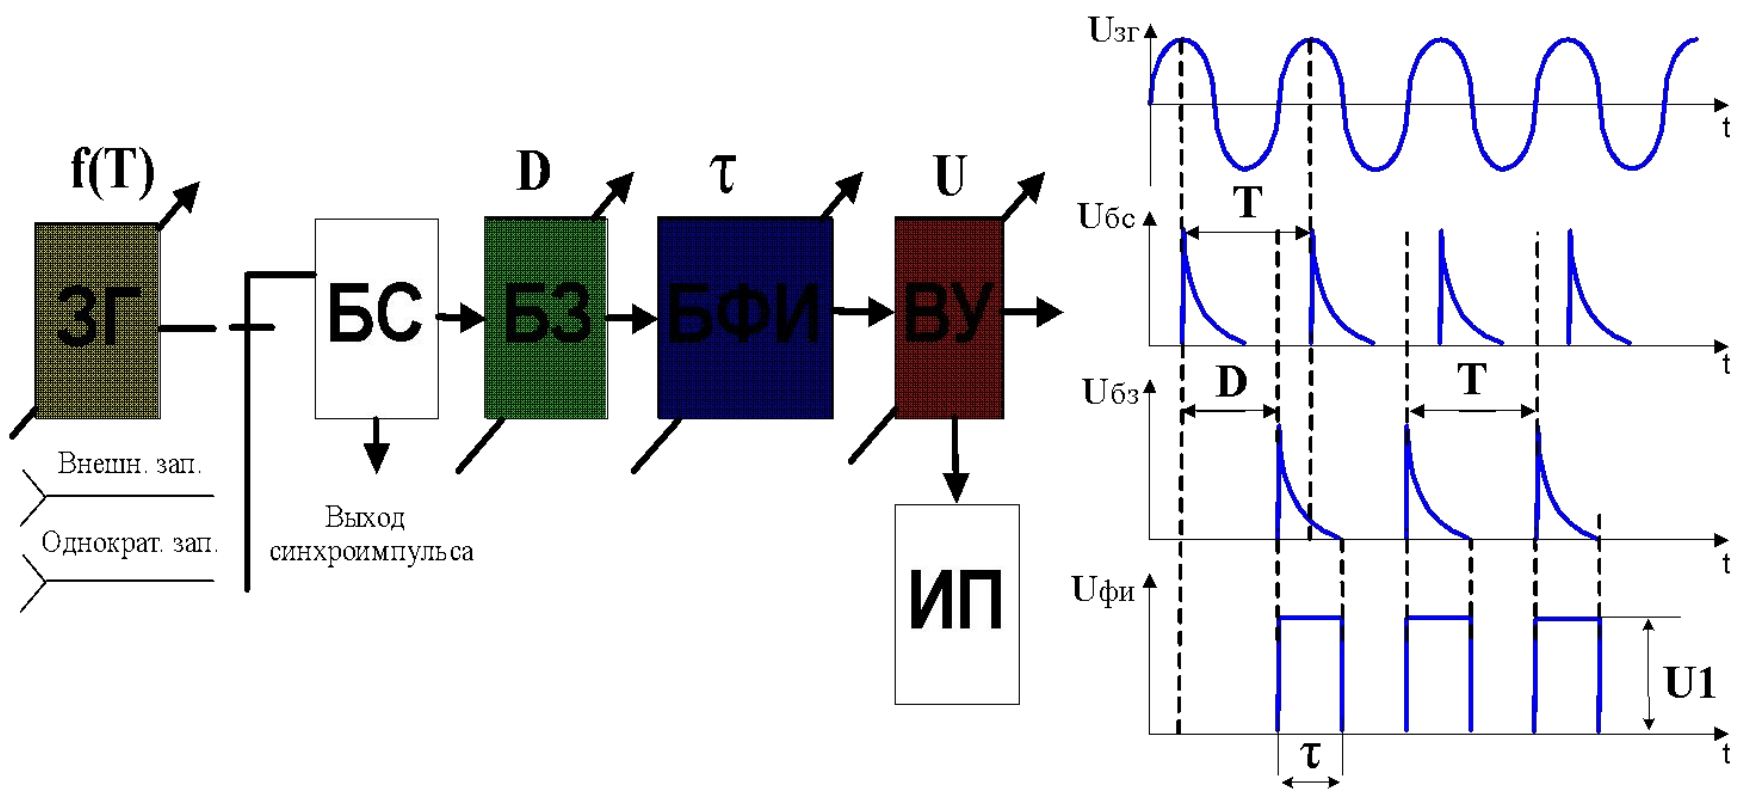 f(T)
D
τ
U
ЗГ
БС
БЗ
БФИ
ВУ
Внешн. зап.
Однократ. зап.
Выход
синхроимпульса
ИП
Uзг
t
T
Uбс
t
D
T
Uбз
t
Uфи
U1
τ
t